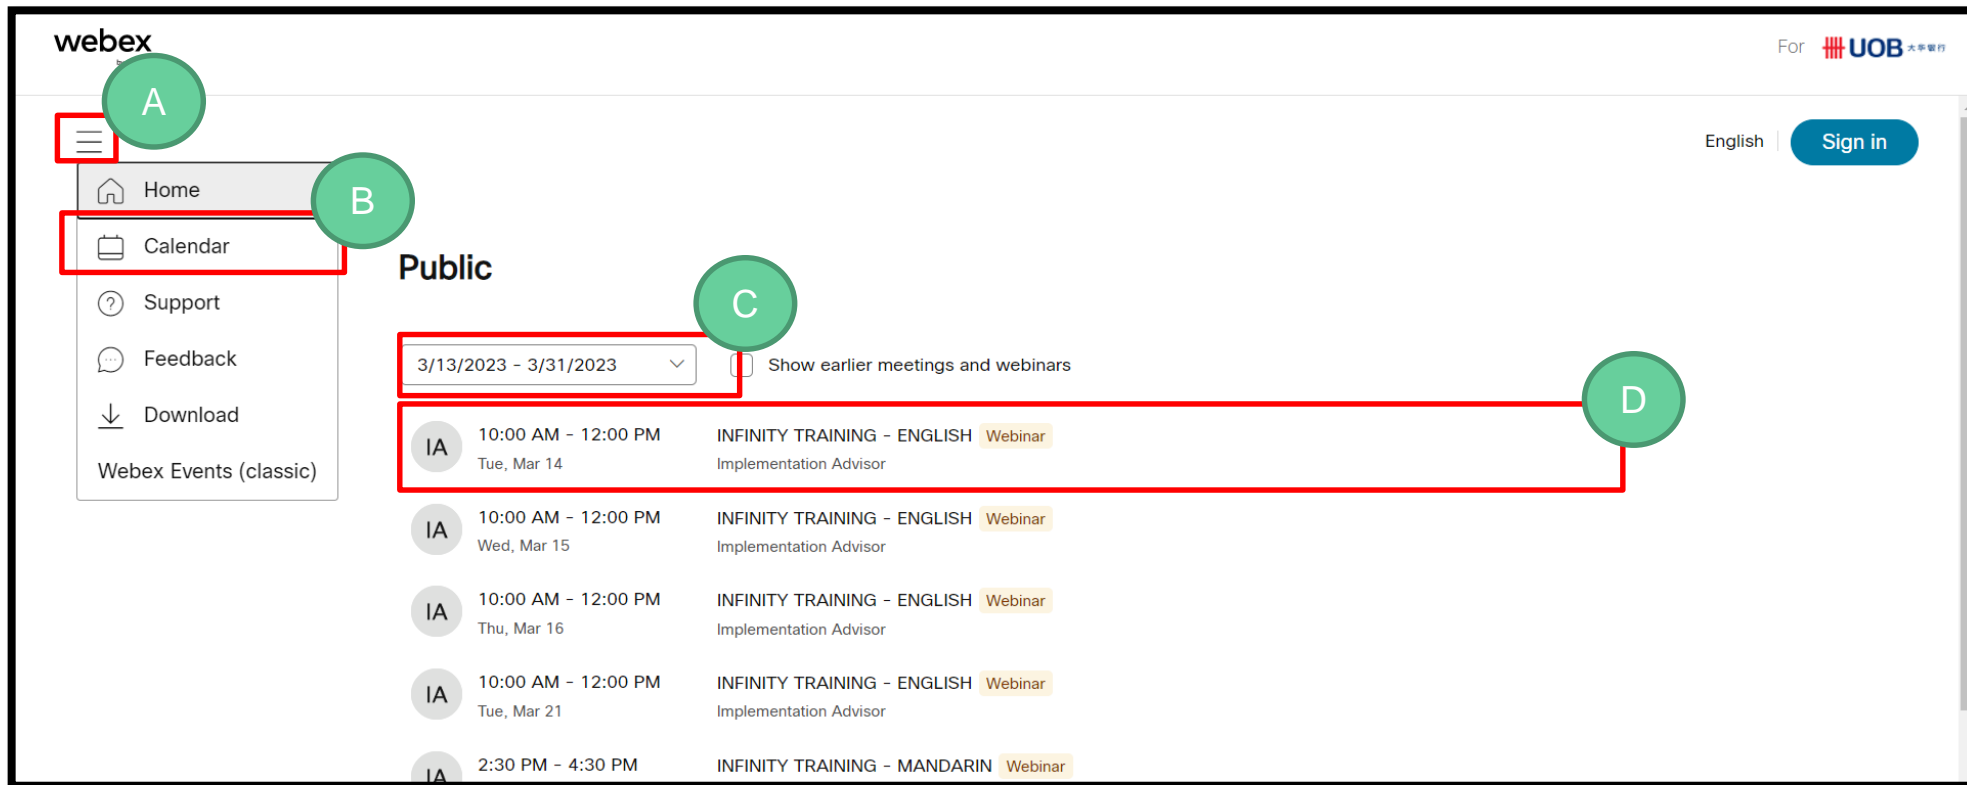 webex
For UOB 大华银行
A
English
Sign in
Home
B
Calendar
Public
Support
C
Feedback
3/13/2023 - 3/31/2023
Show earlier meetings and webinars
D
Download
Webex Events (classic)
IA
10:00 AM - 12:00 PM
INFINITY TRAINING - ENGLISH Webinar
Tue, Mar 14
Implementation Advisor
IA
10:00 AM - 12:00 PM
INFINITY TRAINING - ENGLISH Webinar
Wed, Mar 15
Implementation Advisor
IA
10:00 AM - 12:00 PM
INFINITY TRAINING - ENGLISH Webinar
Thu, Mar 16
Implementation Advisor
IA
10:00 AM - 12:00 PM
INFINITY TRAINING - ENGLISH Webinar
Tue, Mar 21
Implementation Advisor
IA
2:30 PM - 4:30 PM
INFINITY TRAINING - MANDARIN Webinar